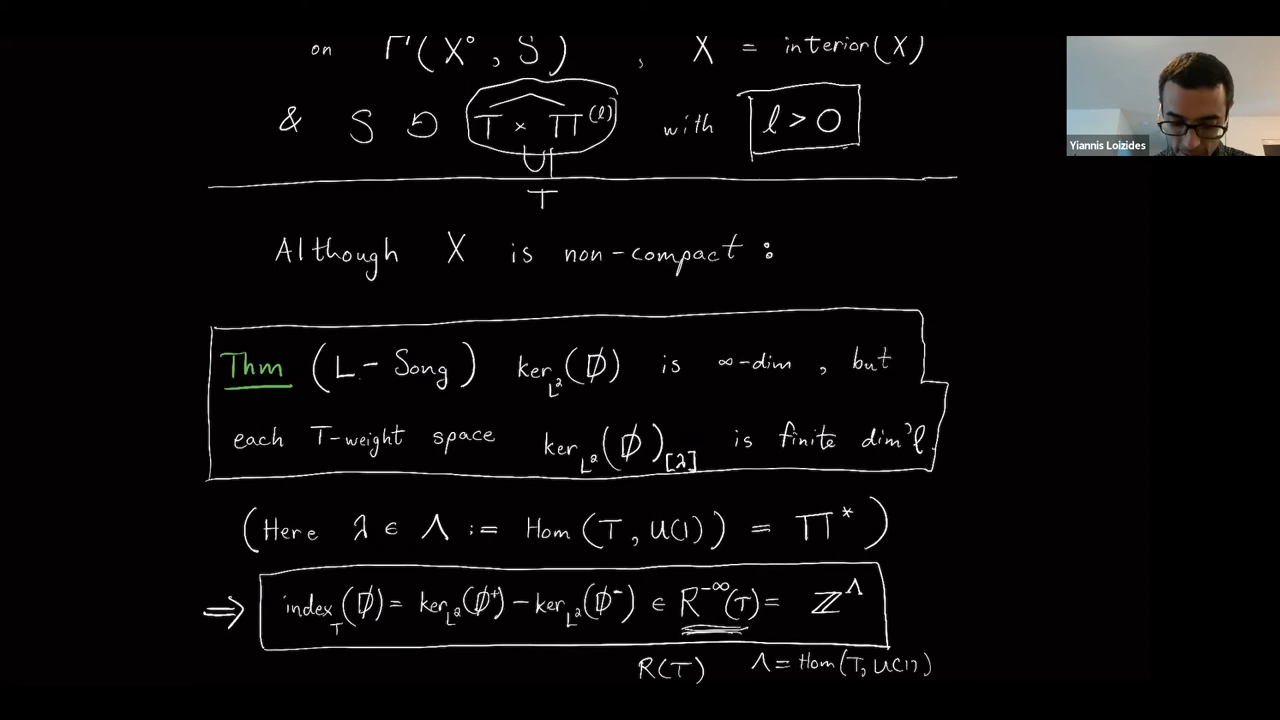 on Γ(X°, S) , X = interior(X)
& S ↺ T × Π^(l) with l > 0
∪|
T
Although X is non-compact :
Thm (L-Song) ker_L²(D̸) is ∞-dim , but
each T-weight space ker_L²(D̸)_[λ] is finite dim'l.
(Here λ ∈ Λ := Hom(T, U(1)) = Π*)
⇒ index_T(D̸) = ker_L²(D̸⁺) - ker_L²(D̸⁻) ∈ R^-∞(T) = ℤ^Λ
R(T) Λ = Hom(T, U(1))
Yiannis Loizides